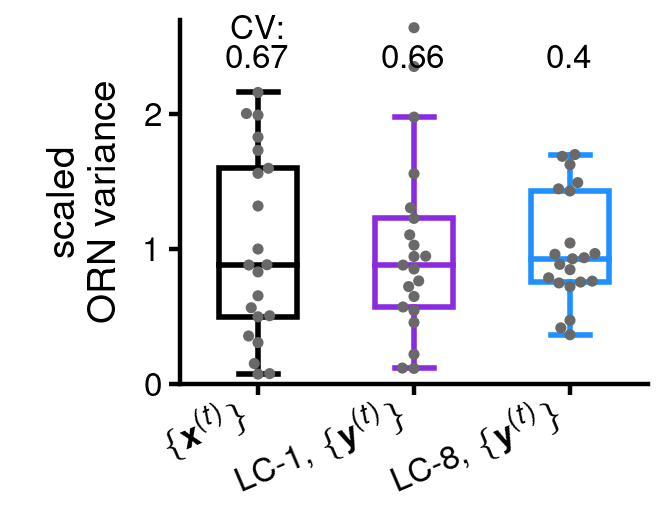 CV:
0.67 0.66 0.4
scaled
ORN variance
2
1
0
{x^(t)}
LC-1, {y^(t)}
LC-8, {y^(t)}